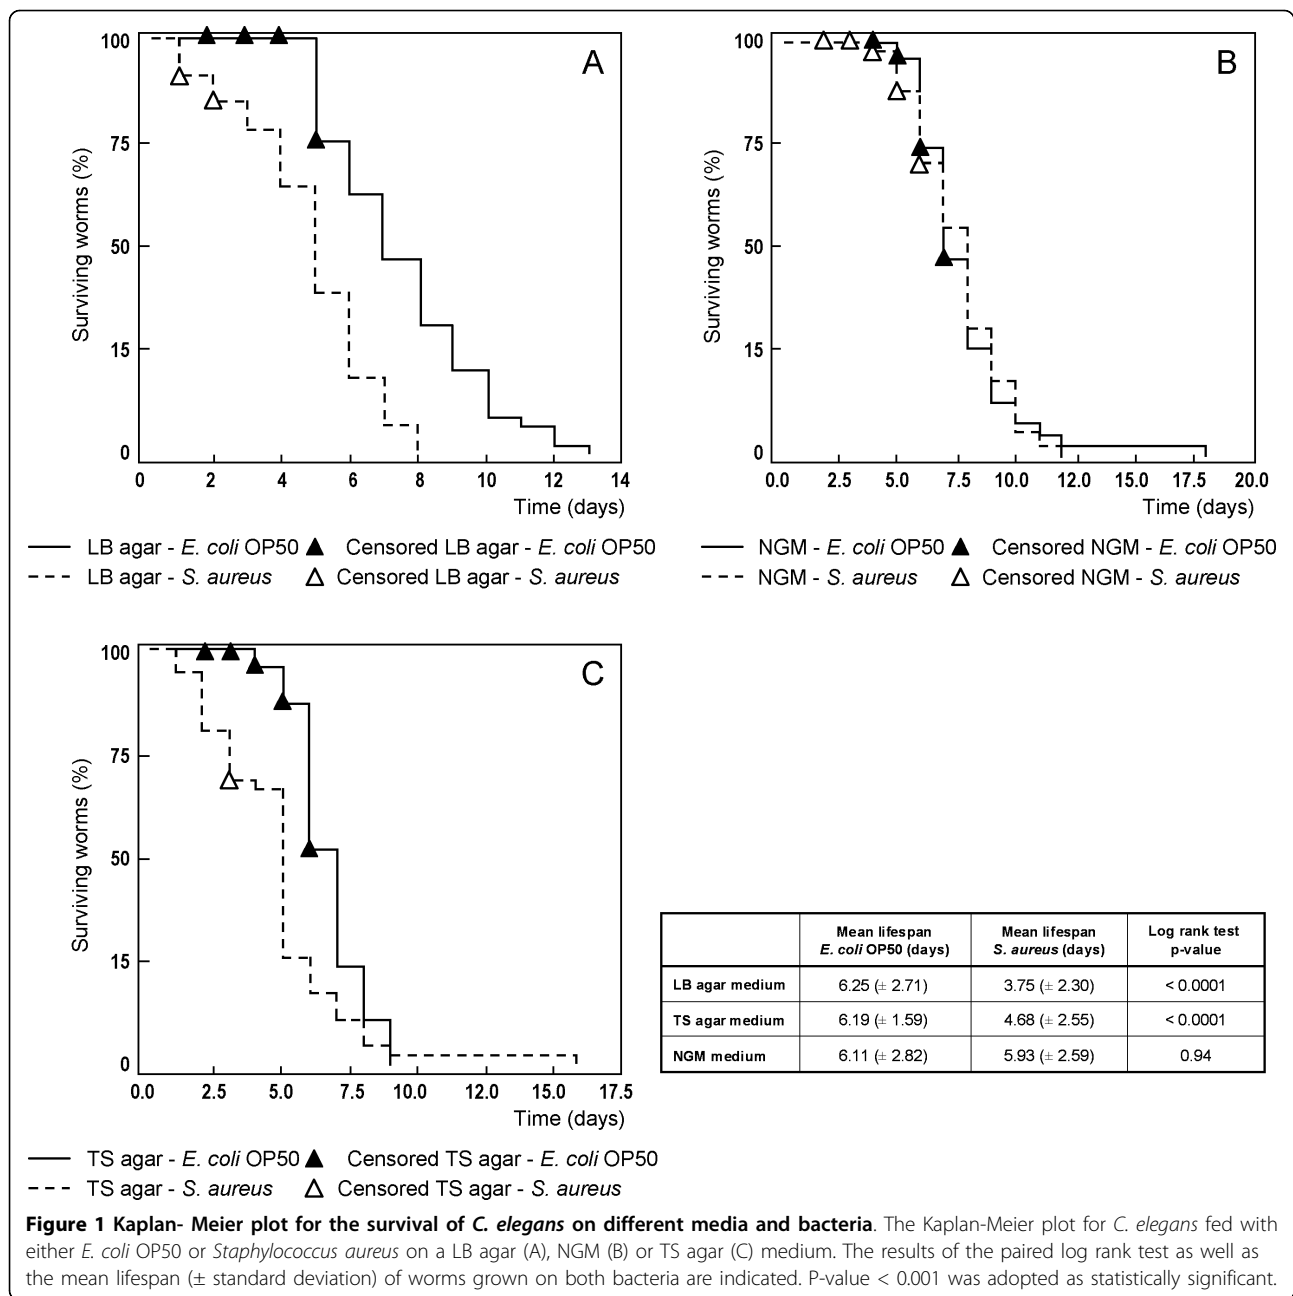 A
100
75
50
15
0
Surviving worms (%)
0 2 4 6 8 10 12 14
Time (days)
LB agar - E. coli OP50 Censored LB agar - E. coli OP50
LB agar - S. aureus Censored LB agar - S. aureus
B
100
75
50
15
0
Surviving worms (%)
0 2.5 5.0 7.5 10.0 12.0 15.0 17.5 20.0
Time (days)
NGM - E. coli OP50 Censored NGM - E. coli OP50
NGM - S. aureus Censored NGM - S. aureus
C
100
75
50
15
0
Surviving worms (%)
0.0 2.5 5.0 7.5 10.0 12.0 15.0 17.5
Time (days)
TS agar - E. coli OP50 Censored TS agar - E. coli OP50
TS agar - S. aureus Censored TS agar - S. aureus
Mean lifespan Mean lifespan Log rank test
E. coli OP50 (days) S. aureus (days) p-value
LB agar medium 6.25 (± 2.71) 3.75 (± 2.30) < 0.0001
TS agar medium 6.19 (± 1.59) 4.68 (± 2.55) < 0.0001
NGM medium 6.11 (± 2.82) 5.93 (± 2.59) 0.94
Figure 1 Kaplan- Meier plot for the survival of C. elegans on different media and bacteria. The Kaplan-Meier plot for C. elegans fed with
either E. coli OP50 or Staphylococcus aureus on a LB agar (A), NGM (B) or TS agar (C) medium. The results of the paired log rank test as well as
the mean lifespan (± standard deviation) of worms grown on both bacteria are indicated. P-value < 0.001 was adopted as statistically significant.